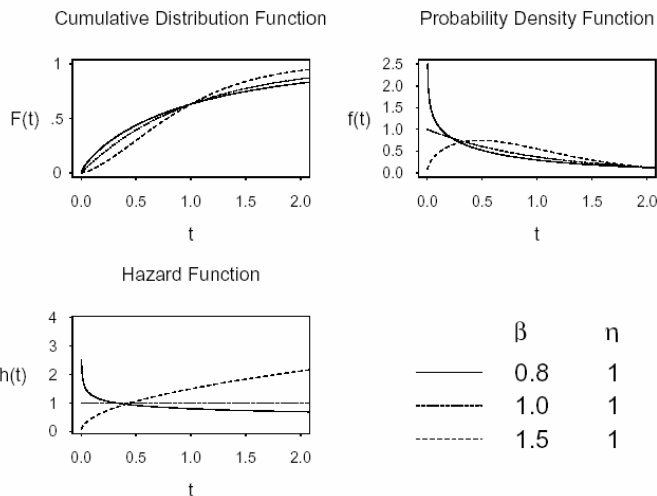 Cumulative Distribution Function
1
F(t)
.5
0
0.0 0.5 1.0 1.5 2.0
t
Probability Density Function
2.5
2.0
1.5
f(t)
1.0
0.5
0.0
0.0 0.5 1.0 1.5 2.0
t
Hazard Function
4
3
h(t)
2
1
0
0.0 0.5 1.0 1.5 2.0
t
β η
0.8 1
1.0 1
1.5 1